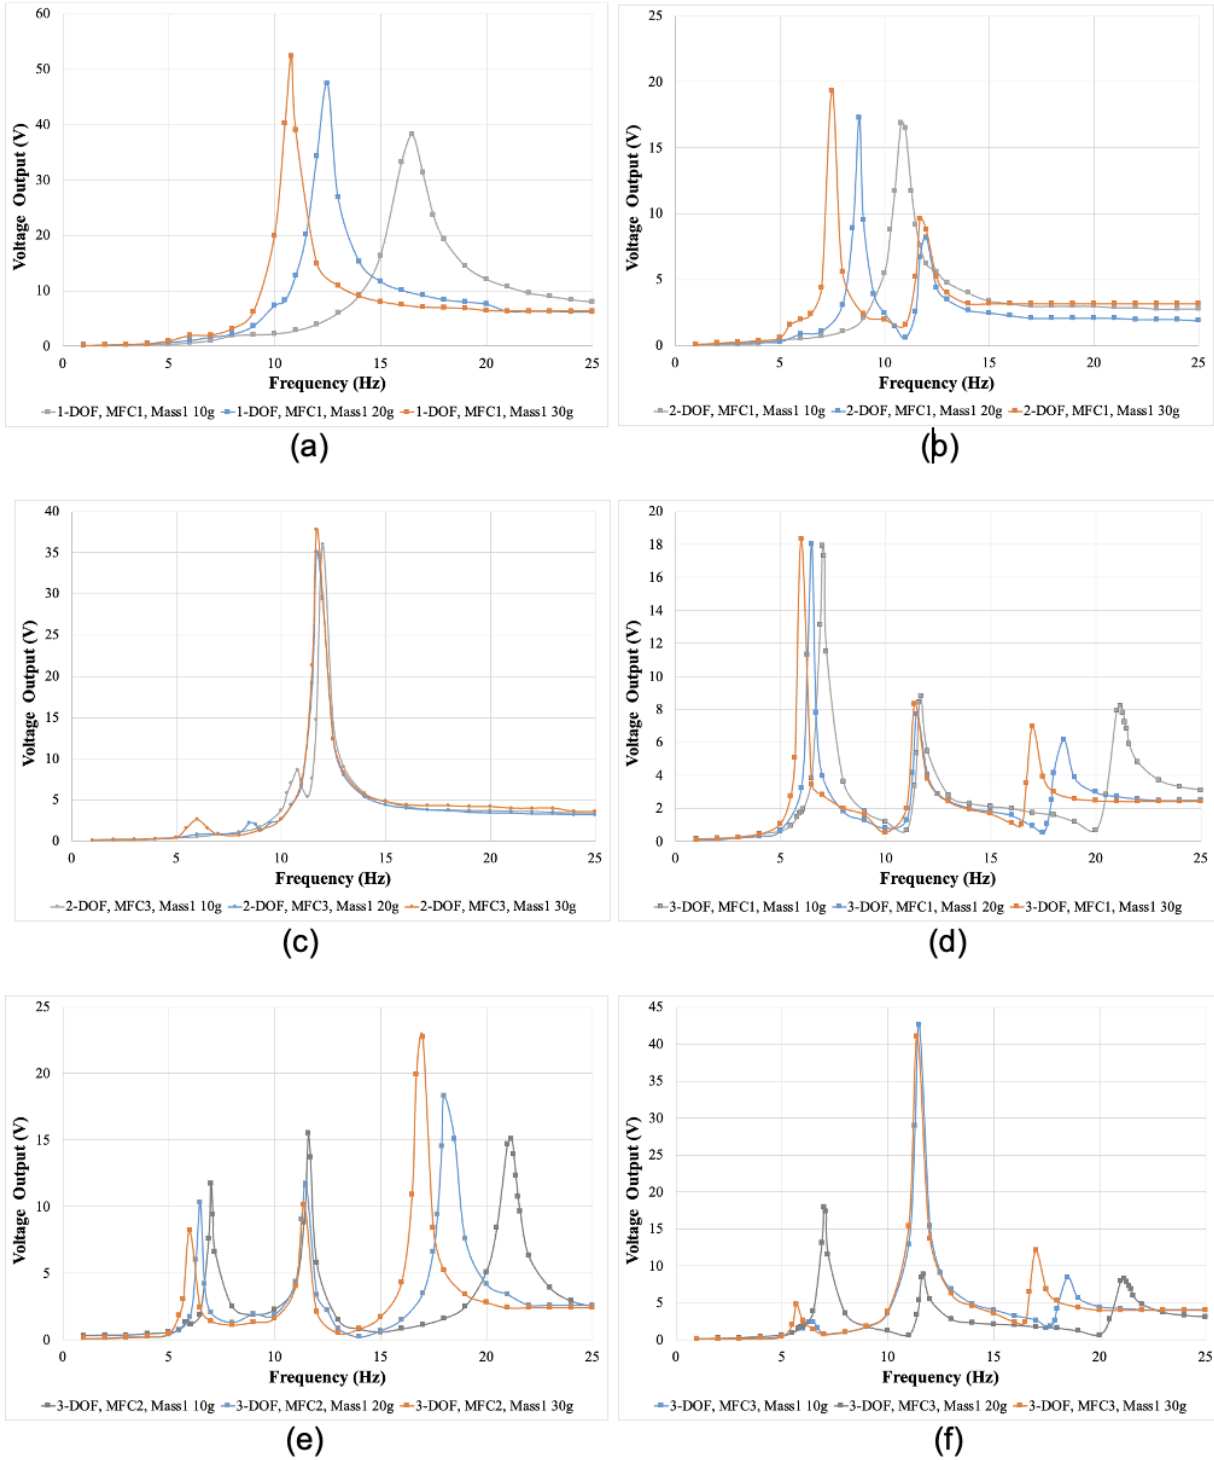 60
50
40
30
20
10
0
Voltage Output (V)
0 5 10 15 20 25
Frequency (Hz)
1-DOF, MFC1, Mass1 10g 1-DOF, MFC1, Mass1 20g 1-DOF, MFC1, Mass1 30g
(a)
25
20
15
10
5
0
Voltage Output (V)
0 5 10 15 20 25
Frequency (Hz)
2-DOF, MFC1, Mass1 10g 2-DOF, MFC1, Mass1 20g 2-DOF, MFC1, Mass1 30g
(b)
40
35
30
25
20
15
10
5
0
Voltage Output (V)
0 5 10 15 20 25
Frequency (Hz)
2-DOF, MFC3, Mass1 10g 2-DOF, MFC3, Mass1 20g 2-DOF, MFC3, Mass1 30g
(c)
20
18
16
14
12
10
8
6
4
2
0
Voltage Output (V)
0 5 10 15 20 25
Frequency (Hz)
3-DOF, MFC1, Mass1 10g 3-DOF, MFC1, Mass1 20g 3-DOF, MFC1, Mass1 30g
(d)
25
20
15
10
5
0
Voltage Output (V)
0 5 10 15 20 25
Frequency (Hz)
3-DOF, MFC2, Mass1 10g 3-DOF, MFC2, Mass1 20g 3-DOF, MFC2, Mass1 30g
(e)
45
40
35
30
25
20
15
10
5
0
Voltage Output (V)
0 5 10 15 20 25
Frequency (Hz)
3-DOF, MFC3, Mass1 10g 3-DOF, MFC3, Mass1 20g 3-DOF, MFC3, Mass1 30g
(f)